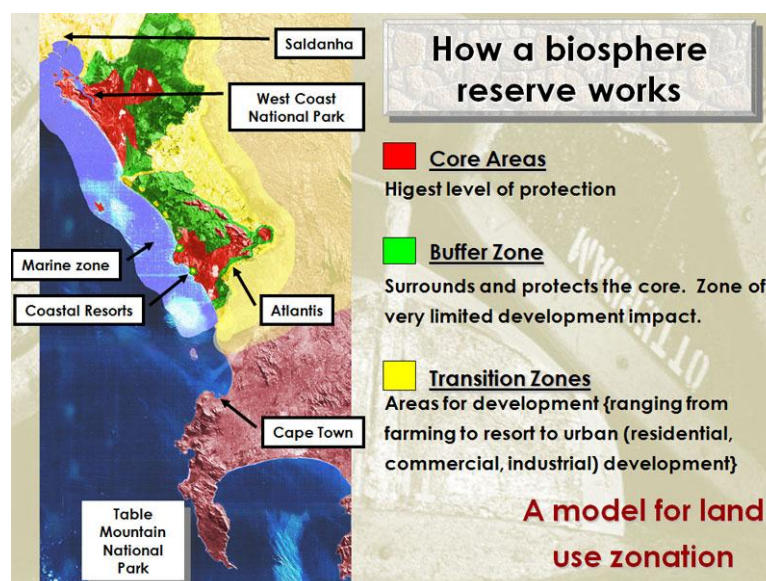 Saldanha
West Coast
National Park
Marine zone
Coastal Resorts
Atlantis
Cape Town
Table
Mountain
National
Park
How a biosphere
reserve works
Core Areas
Higest level of protection
Buffer Zone
Surrounds and protects the core.  Zone of
very limited development impact.
Transition Zones
Areas for development {ranging from
farming to resort to urban (residential,
commercial, industrial) development}
A model for land
use zonation
OTTERDAM